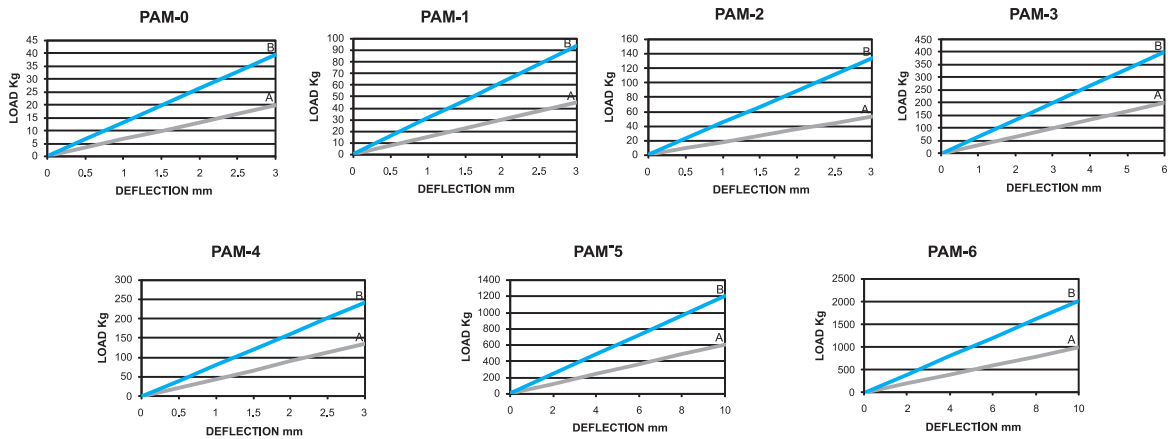 PAM-0
LOAD Kg
45
40
35
30
25
20
15
10
5
0
B
A
0 0.5 1 1.5 2 2.5 3
DEFLECTION mm
PAM-1
LOAD Kg
100
90
80
70
60
50
40
30
20
10
0
B
A
0 0.5 1 1.5 2 2.5 3
DEFLECTION mm
PAM-2
LOAD Kg
160
140
120
100
80
60
40
20
0
B
A
0 0.5 1 1.5 2 2.5 3
DEFLECTION mm
PAM-3
LOAD Kg
450
400
350
300
250
200
150
100
50
0
B
A
0 1 2 3 4 5 6
DEFLECTION mm
PAM-4
LOAD Kg
300
250
200
150
100
50
0
B
A
0 0.5 1 1.5 2 2.5 3
DEFLECTION mm
PAM-5
LOAD Kg
1400
1200
1000
800
600
400
200
0
B
A
0 2 4 6 8 10
DEFLECTION mm
PAM-6
LOAD Kg
2500
2000
1500
1000
500
0
B
A
0 2 4 6 8 10
DEFLECTION mm